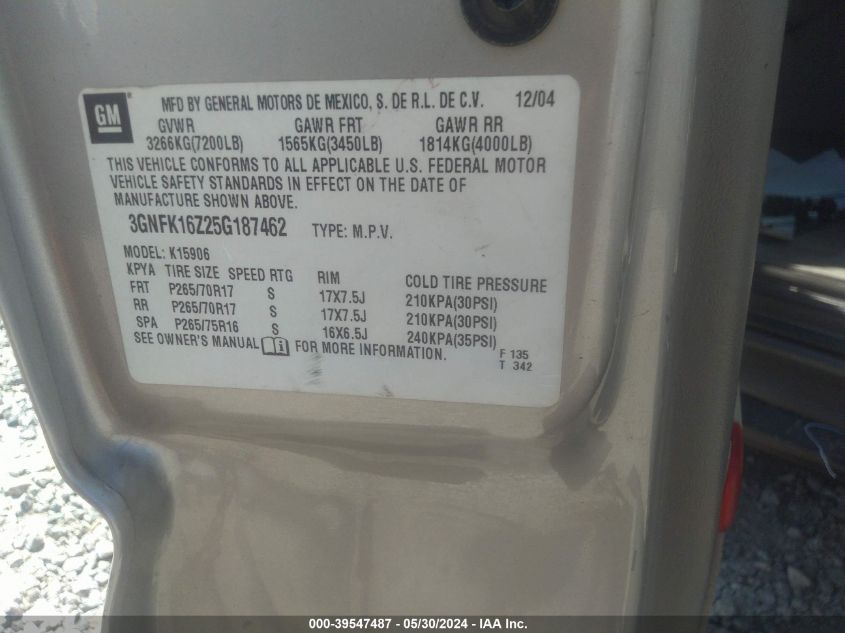 GM
MFD BY GENERAL MOTORS DE MEXICO, S. DE R.L. DE C.V. 12/04
GVWR GAWR FRT GAWR RR
3266KG(7200LB) 1565KG(3450LB) 1814KG(4000LB)
THIS VEHICLE CONFORMS TO ALL APPLICABLE U.S. FEDERAL MOTOR
VEHICLE SAFETY STANDARDS IN EFFECT ON THE DATE OF
MANUFACTURE SHOWN ABOVE.
3GNFK16Z25G187462 TYPE: M.P.V.
MODEL: K15906
KPYA TIRE SIZE SPEED RTG RIM COLD TIRE PRESSURE
FRT P265/70R17 S 17X7.5J 210KPA(30PSI)
RR P265/70R17 S 17X7.5J 210KPA(30PSI)
SPA P265/75R16 S 16X6.5J 240KPA(35PSI)
SEE OWNER'S MANUAL FOR MORE INFORMATION.
F 135
T 342
000-39547487 - 05/30/2024 - IAA Inc.